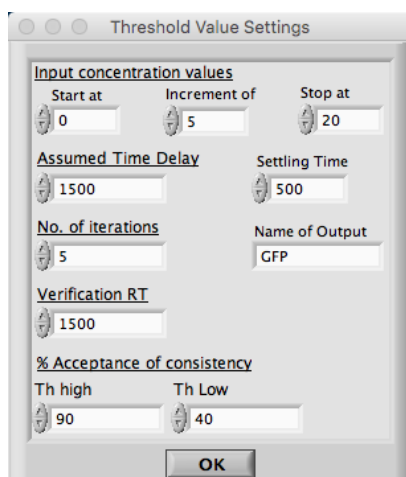 Threshold Value Settings
Input concentration values
Start at Increment of Stop at
0 5 20
Assumed Time Delay Settling Time
1500 500
No. of iterations Name of Output
5 GFP
Verification RT
1500
% Acceptance of consistency
Th high Th Low
90 40
OK